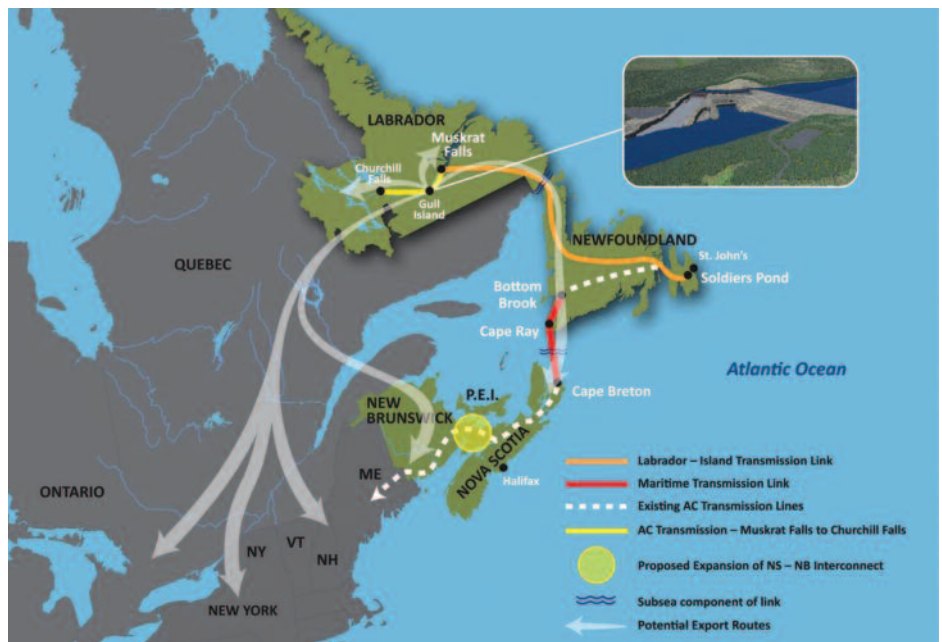 LABRADOR
Muskrat
Falls
Churchill
Falls
Gull
Island
QUEBEC
NEWFOUNDLAND
St. John's
Soldiers Pond
Bottom
Brook
Cape Ray
Atlantic Ocean
Cape Breton
P.E.I.
NEW
BRUNSWICK
NOVA SCOTIA
Halifax
ME
ONTARIO
NY
VT
NH
NEW YORK
Labrador – Island Transmission Link
Maritime Transmission Link
Existing AC Transmission Lines
AC Transmission – Muskrat Falls to Churchill Falls
Proposed Expansion of NS – NB Interconnect
Subsea component of link
Potential Export Routes